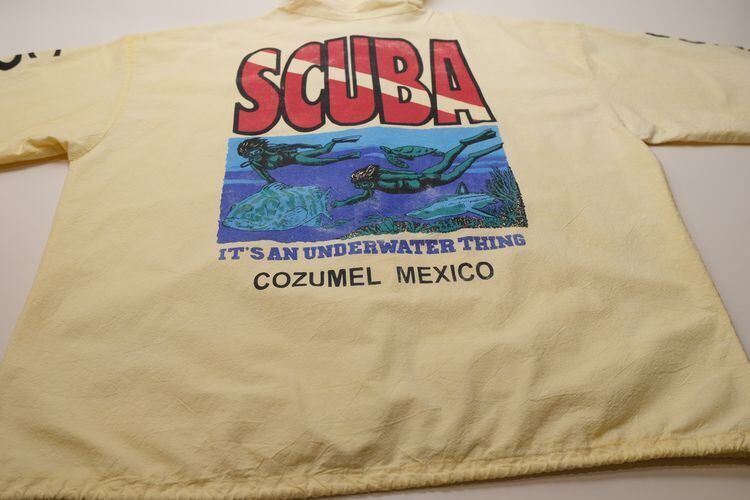 SCUBA
IT'S AN UNDERWATER THING
COZUMEL MEXICO